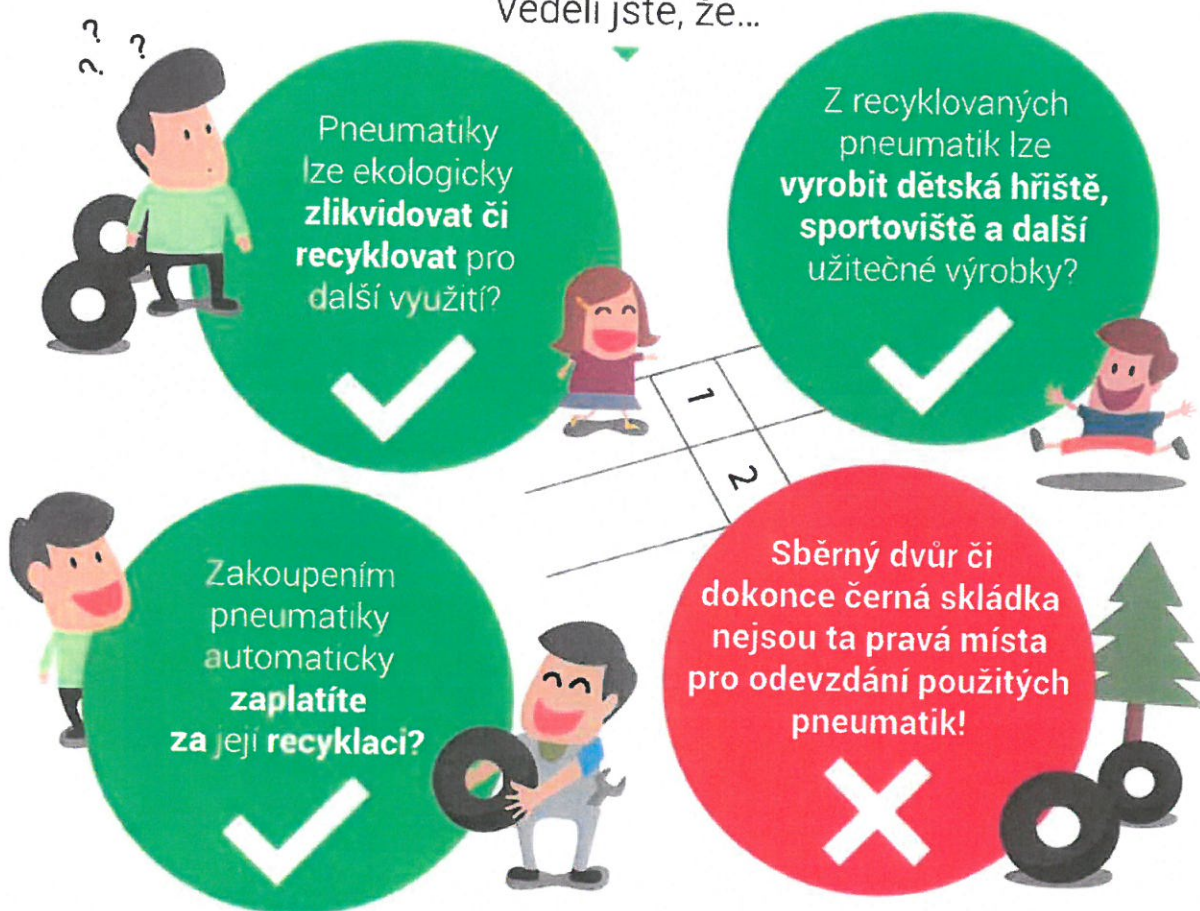 Věděli jste, že...
? ? ?
Pneumatiky
lze ekologicky
zlikvidovat či
recyklovat pro
další využití?
Z recyklovaných
pneumatik lze
vyrobit dětská hřiště,
sportoviště a další
užitečné výrobky?
1
2
Zakoupením
pneumatiky
automaticky
zaplatíte
za její recyklaci?
Sběrný dvůr či
dokonce černá skládka
nejsou ta pravá místa
pro odevzdání použitých
pneumatik!